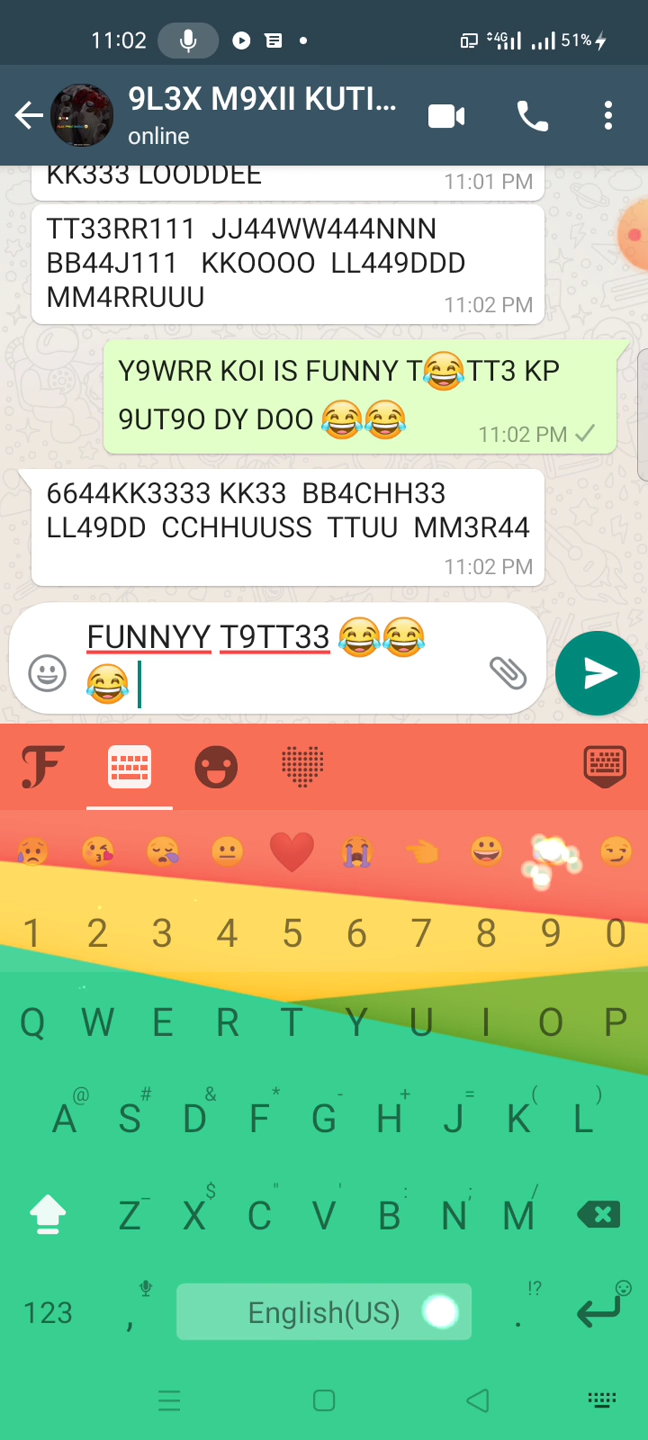 11:02
4G
51%
9L3X M9XII KUTI...
online
KK333 LOODDEE
11:01 PM
TT33RR111 JJ44WW444NNN
BB44J111 KKOOOO LL449DDD
MM4RRUUU
11:02 PM
Y9WRR KOI IS FUNNY T😂TT3 KP
9UT9O DY DOO 😂😂
11:02 PM
6644KK3333 KK33 BB4CHH33
LL49DD CCHHUUSS TTUU MM3R44
11:02 PM
FUNNYY T9TT33 😂😂
😂
F
1 2 3 4 5 6 7 8 9 0
Q W E R T Y U I O P
@ # & * - + = ( )
A S D F G H J K L
_ $ " ' : ; /
Z X C V B N M
!?
123 , English(US) .